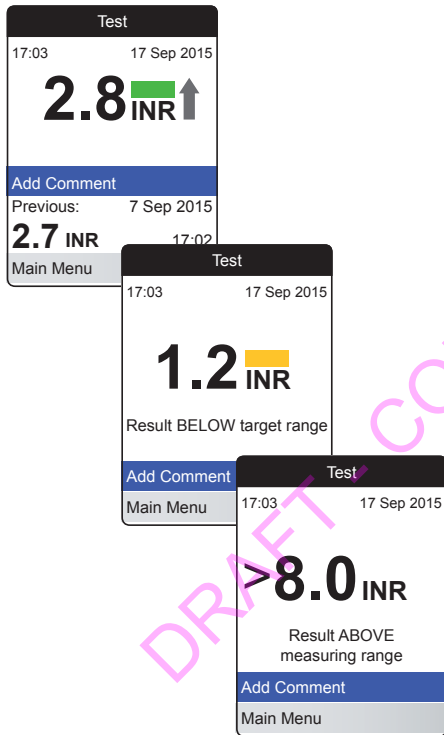 Test
17:03 17 Sep 2015
2.8 INR
Add Comment
Previous: 7 Sep 2015
2.7 INR 17:02
Main Menu
Test
17:03 17 Sep 2015
1.2 INR
Result BELOW target range
Add Comment
Main Menu
Test
17:03 17 Sep 2015
>8.0 INR
Result ABOVE
measuring range
Add Comment
Main Menu
DRAFT - CO